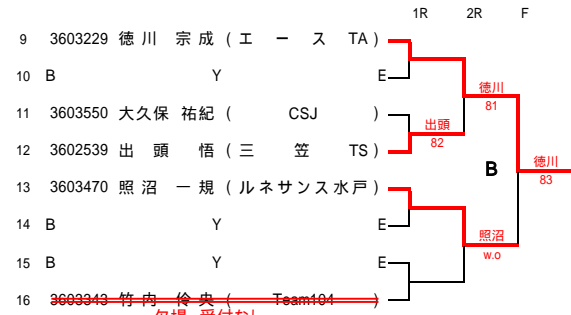 1R 2R F
9 3603229 徳川 宗成 ( エース TA )
10 B Y E
徳川
81
11 3603550 大久保 祐紀 ( CSJ )
出頭
82
12 3602539 出頭 悟 ( 三笠 TS )
B
徳川
83
13 3603470 照沼 一規 ( ルネサンス水戸 )
14 B Y E
照沼
w.o
15 B Y E
16 3603343 竹内 伶央 ( Team104 )